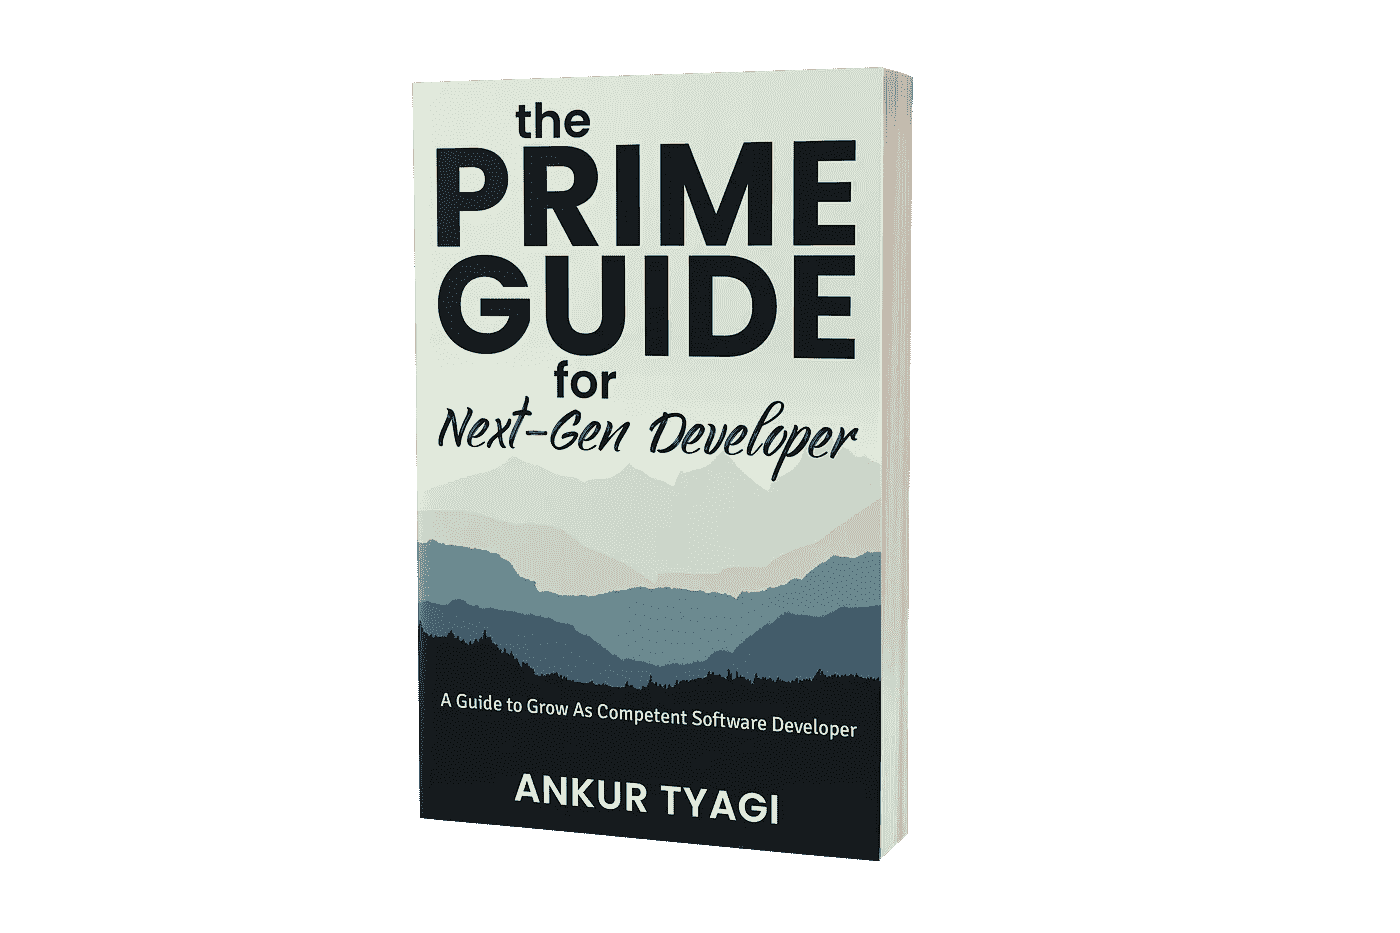 the
PRIME
GUIDE
for
Next-Gen Developer
A Guide to Grow As Competent Software Developer
ANKUR TYAGI